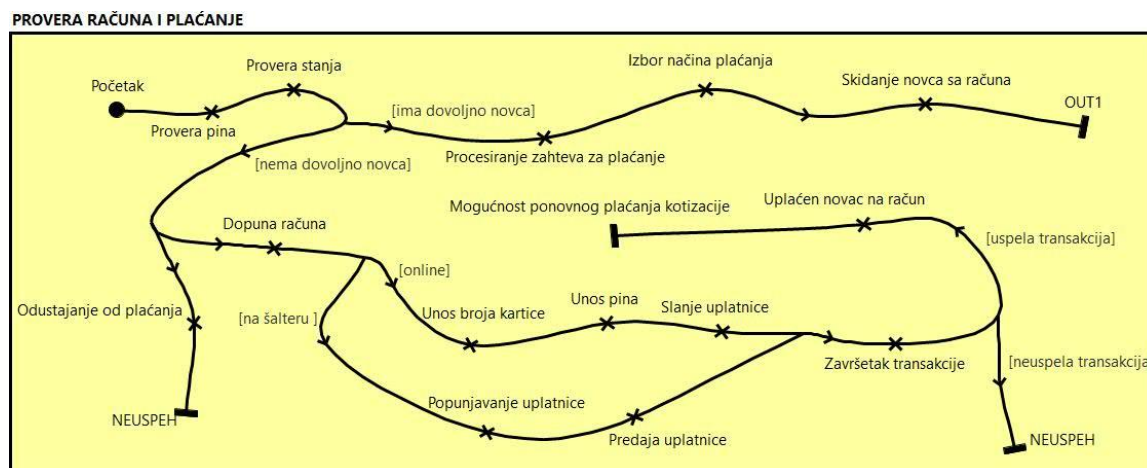 PROVERA RAČUNA I PLAĆANJE
Početak
Provera stanja
Provera pina
[ima dovoljno novca]
Izbor načina plaćanja
Skidanje novca sa računa
OUT1
Procesiranje zahteva za plaćanje
[nema dovoljno novca]
Dopuna računa
Mogućnost ponovnog plaćanja kotizacije
Uplaćen novac na račun
[uspela transakcija]
[online]
Odustajanje od plaćanja
[na šalteru ]
Unos broja kartice
Unos pina
Slanje uplatnice
Završetak transakcije
[neuspela transakcija
Popunjavanje uplatnice
Predaja uplatnice
NEUSPEH
NEUSPEH